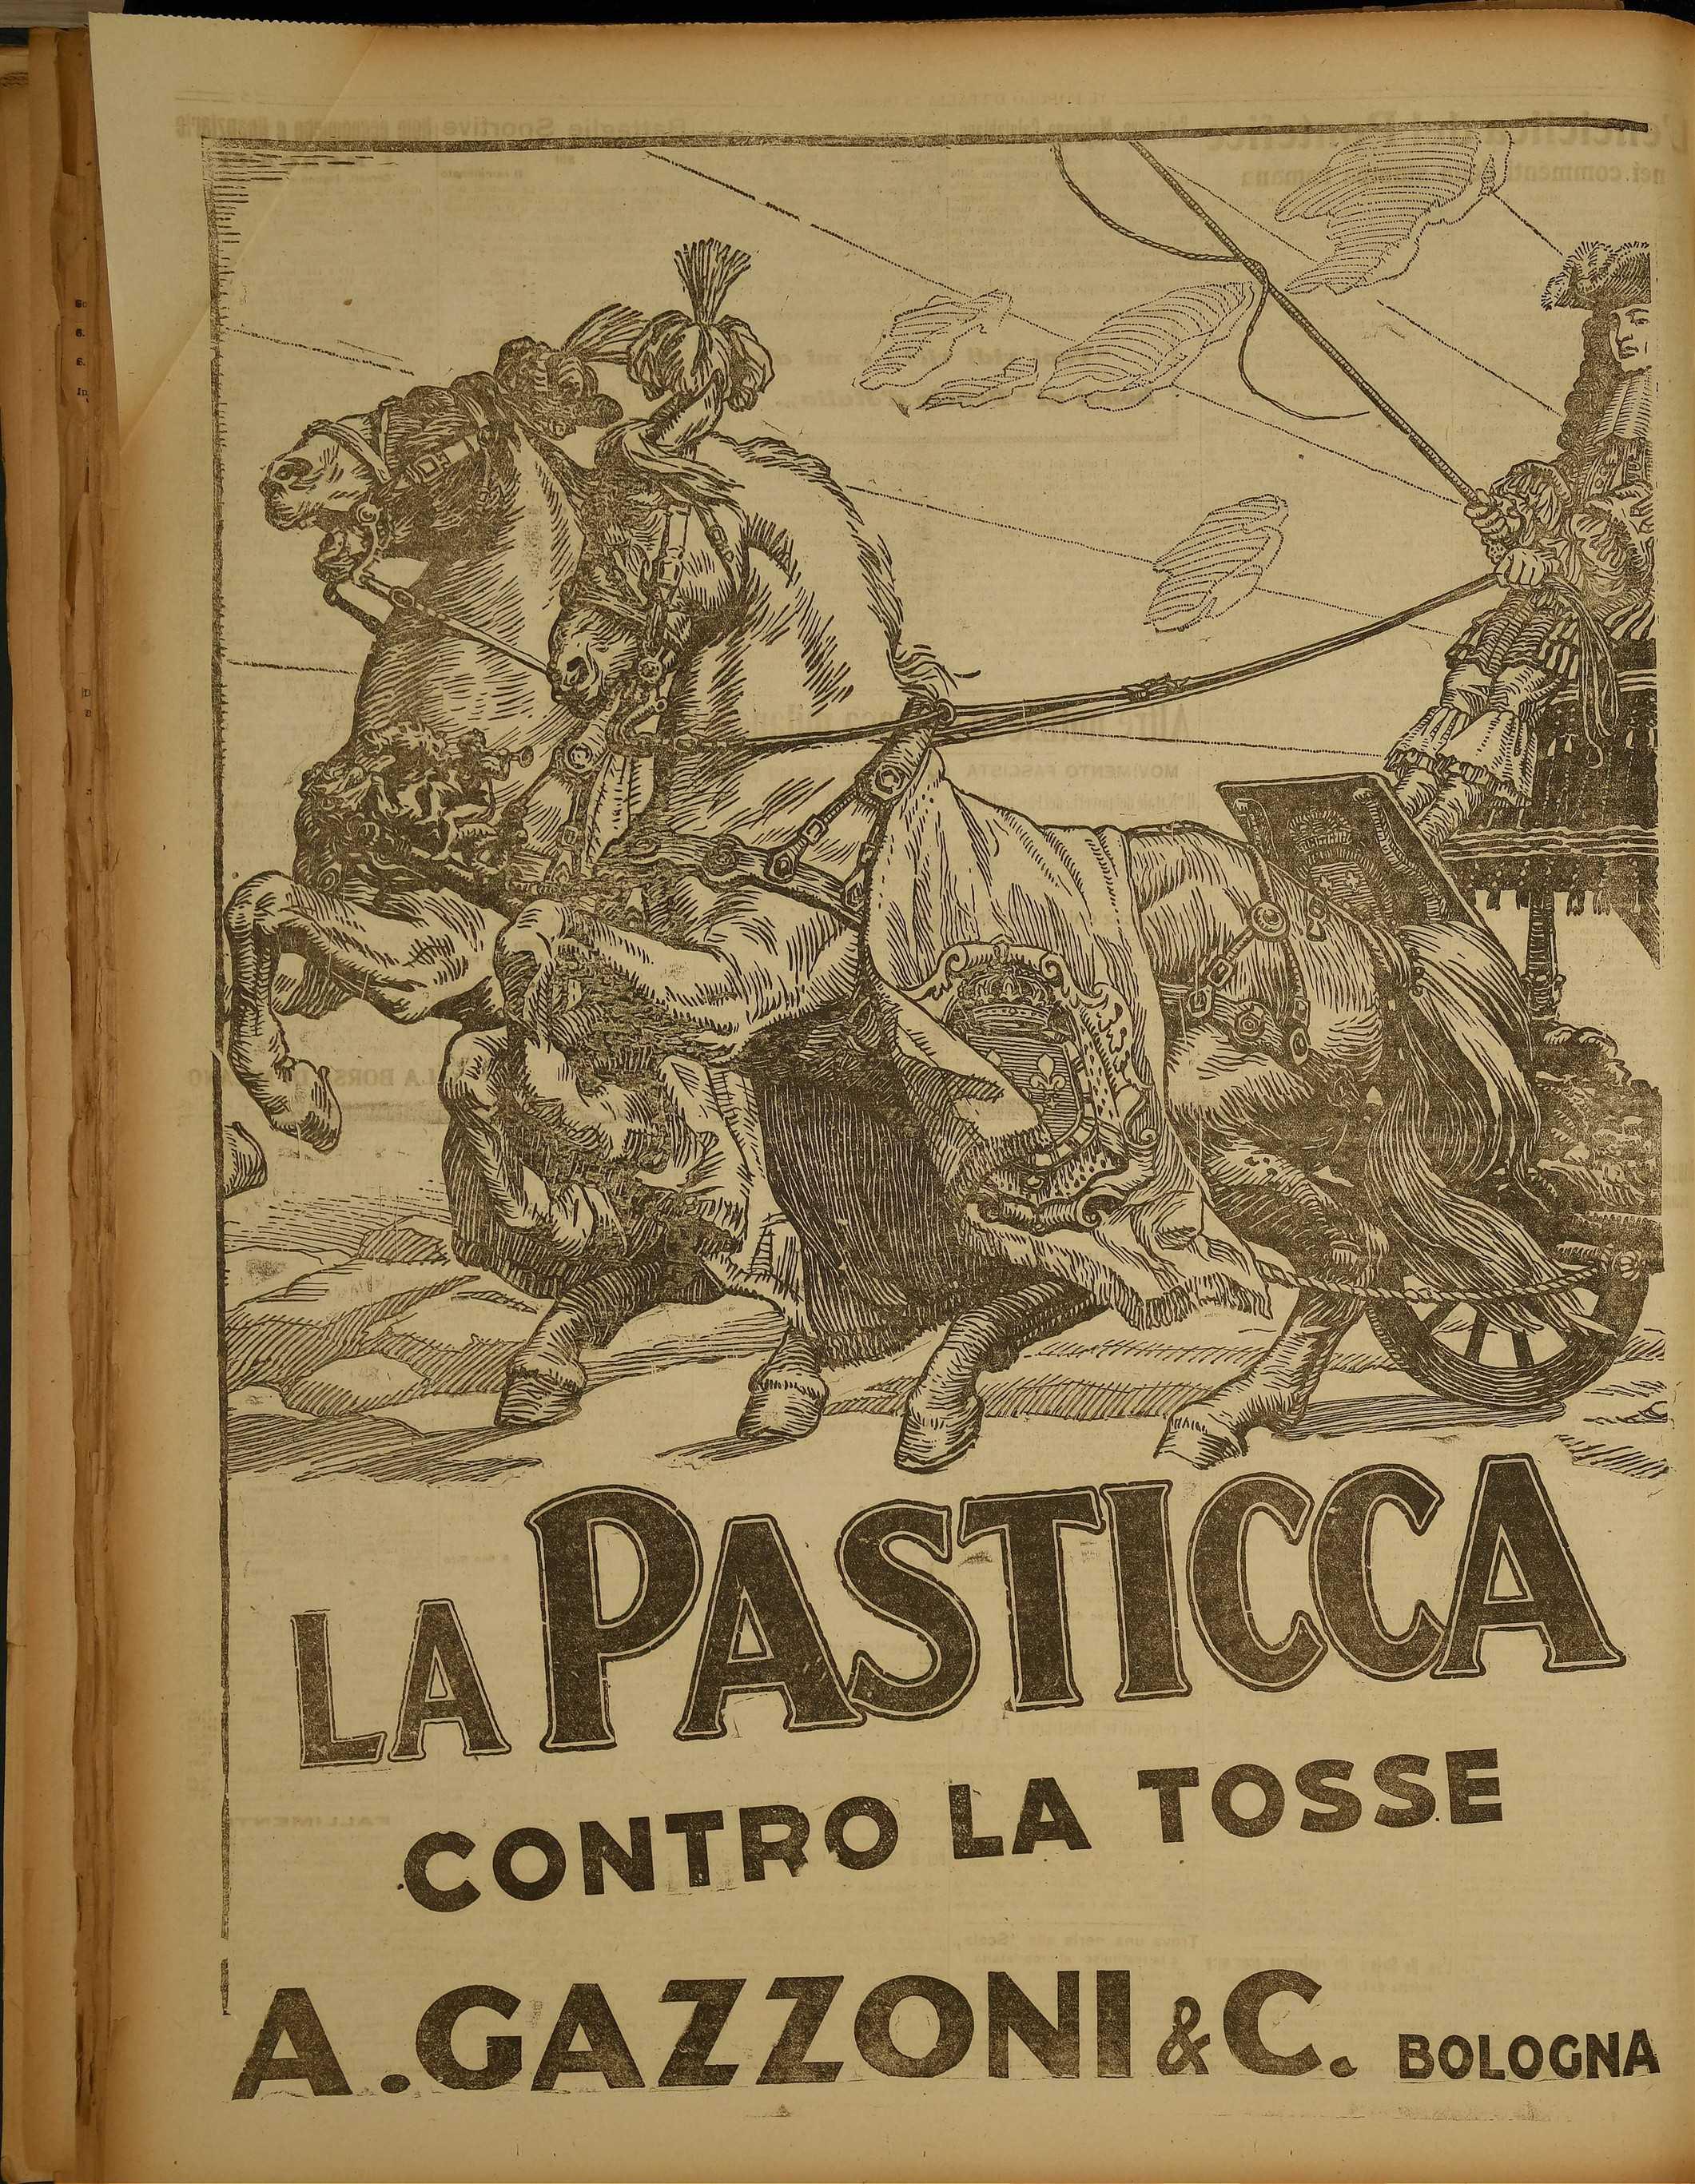 LA PASTICCA
CONTRO LA TOSSE
A. GAZZONI & C. BOLOGNA